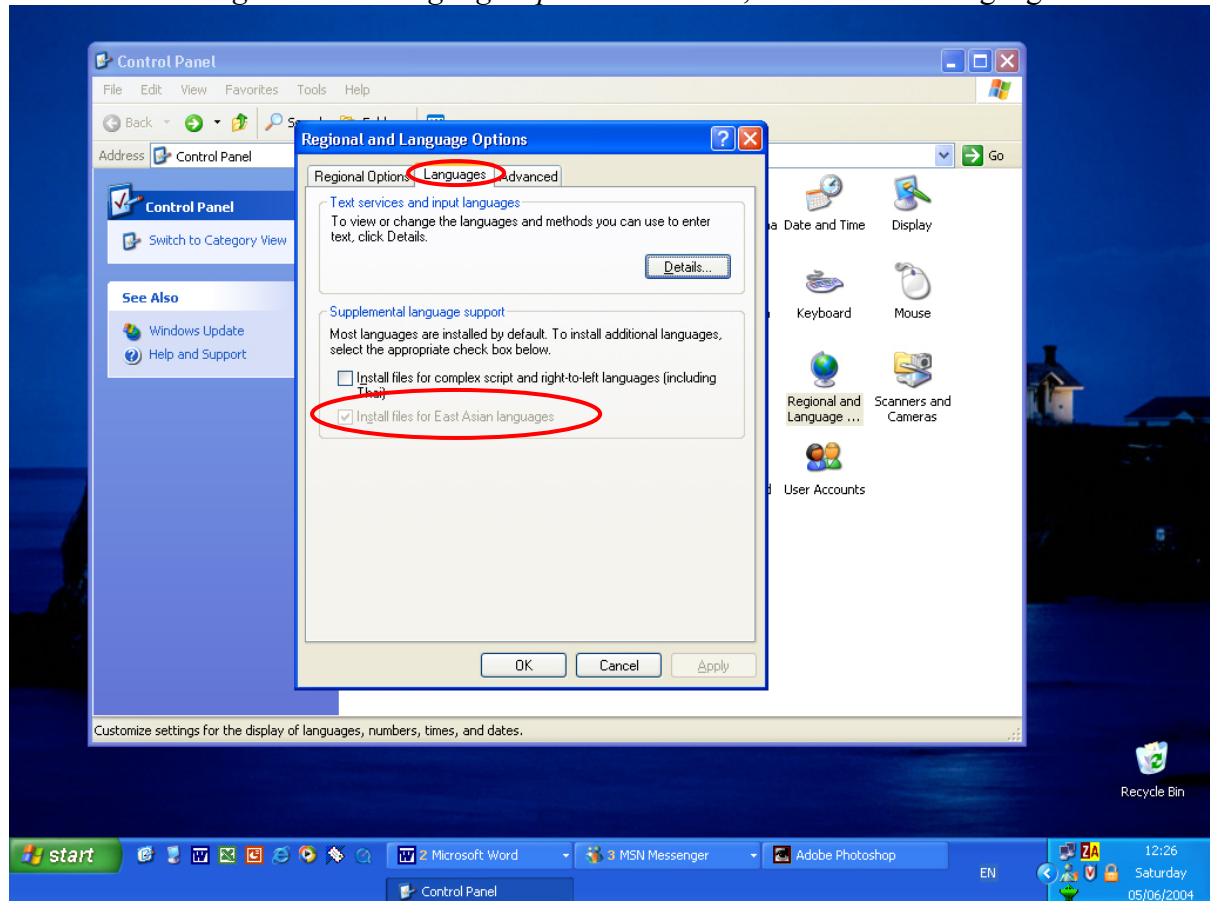 Control Panel
File Edit View Favorites Tools Help
Back
Address Control Panel Go
Regional and Language Options
Regional Options Languages Advanced
Text services and input languages
To view or change the languages and methods you can use to enter
text, click Details.
Details...
Supplemental language support
Most languages are installed by default. To install additional languages,
select the appropriate check box below.
Install files for complex script and right-to-left languages (including
Thai)
Install files for East Asian languages
OK Cancel Apply
Control Panel
Switch to Category View
See Also
Windows Update
Help and Support
Date and Time Display
Keyboard Mouse
Regional and Scanners and
Language ... Cameras
User Accounts
Customize settings for the display of languages, numbers, times, and dates.
Recycle Bin
start 2 Microsoft Word 3 MSN Messenger Adobe Photoshop
Control Panel
EN
ZA
12:26
Saturday
05/06/2004